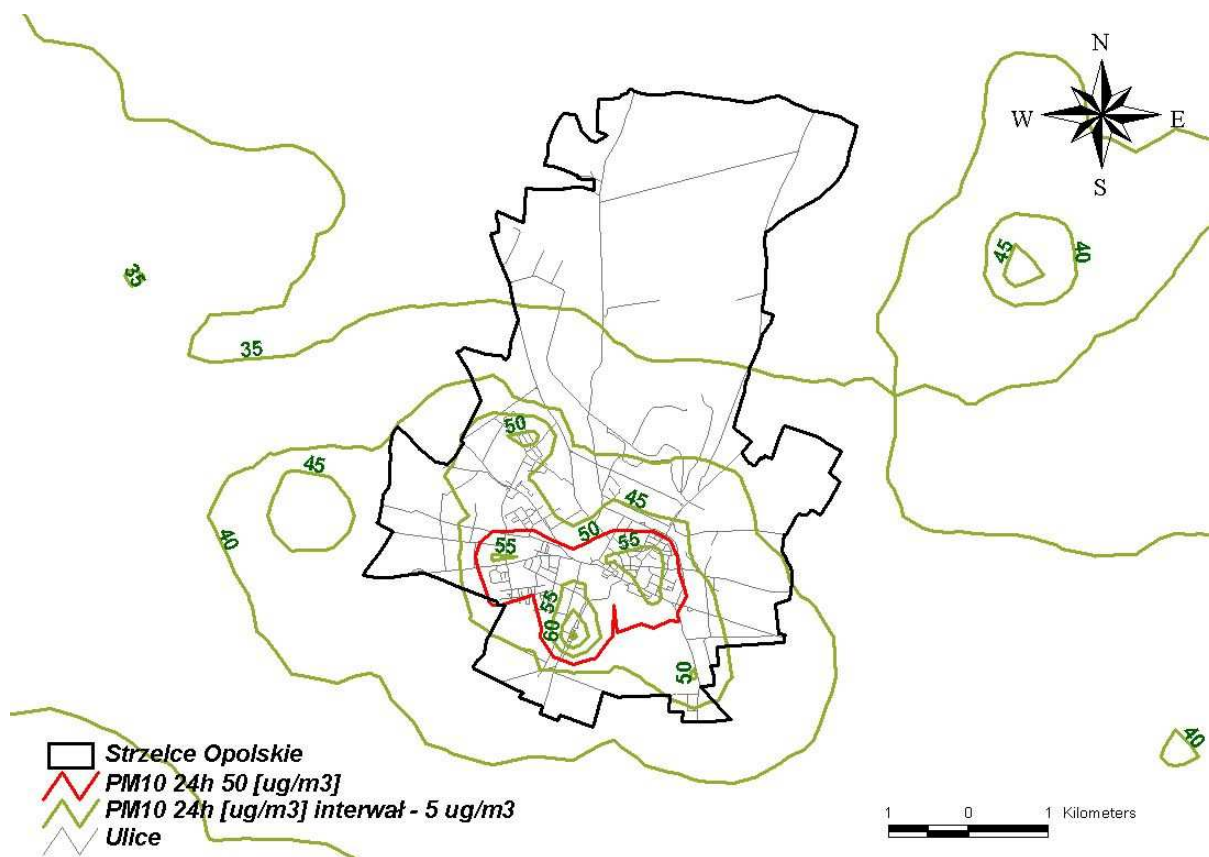 N
W E
S
35
45
40
35
50
45
40
45
50
55
55
55
60
50
40
Strzelce Opolskie
PM10 24h 50 [ug/m3]
PM10 24h [ug/m3] interwał - 5 ug/m3
Ulice
1 0 1 Kilometers